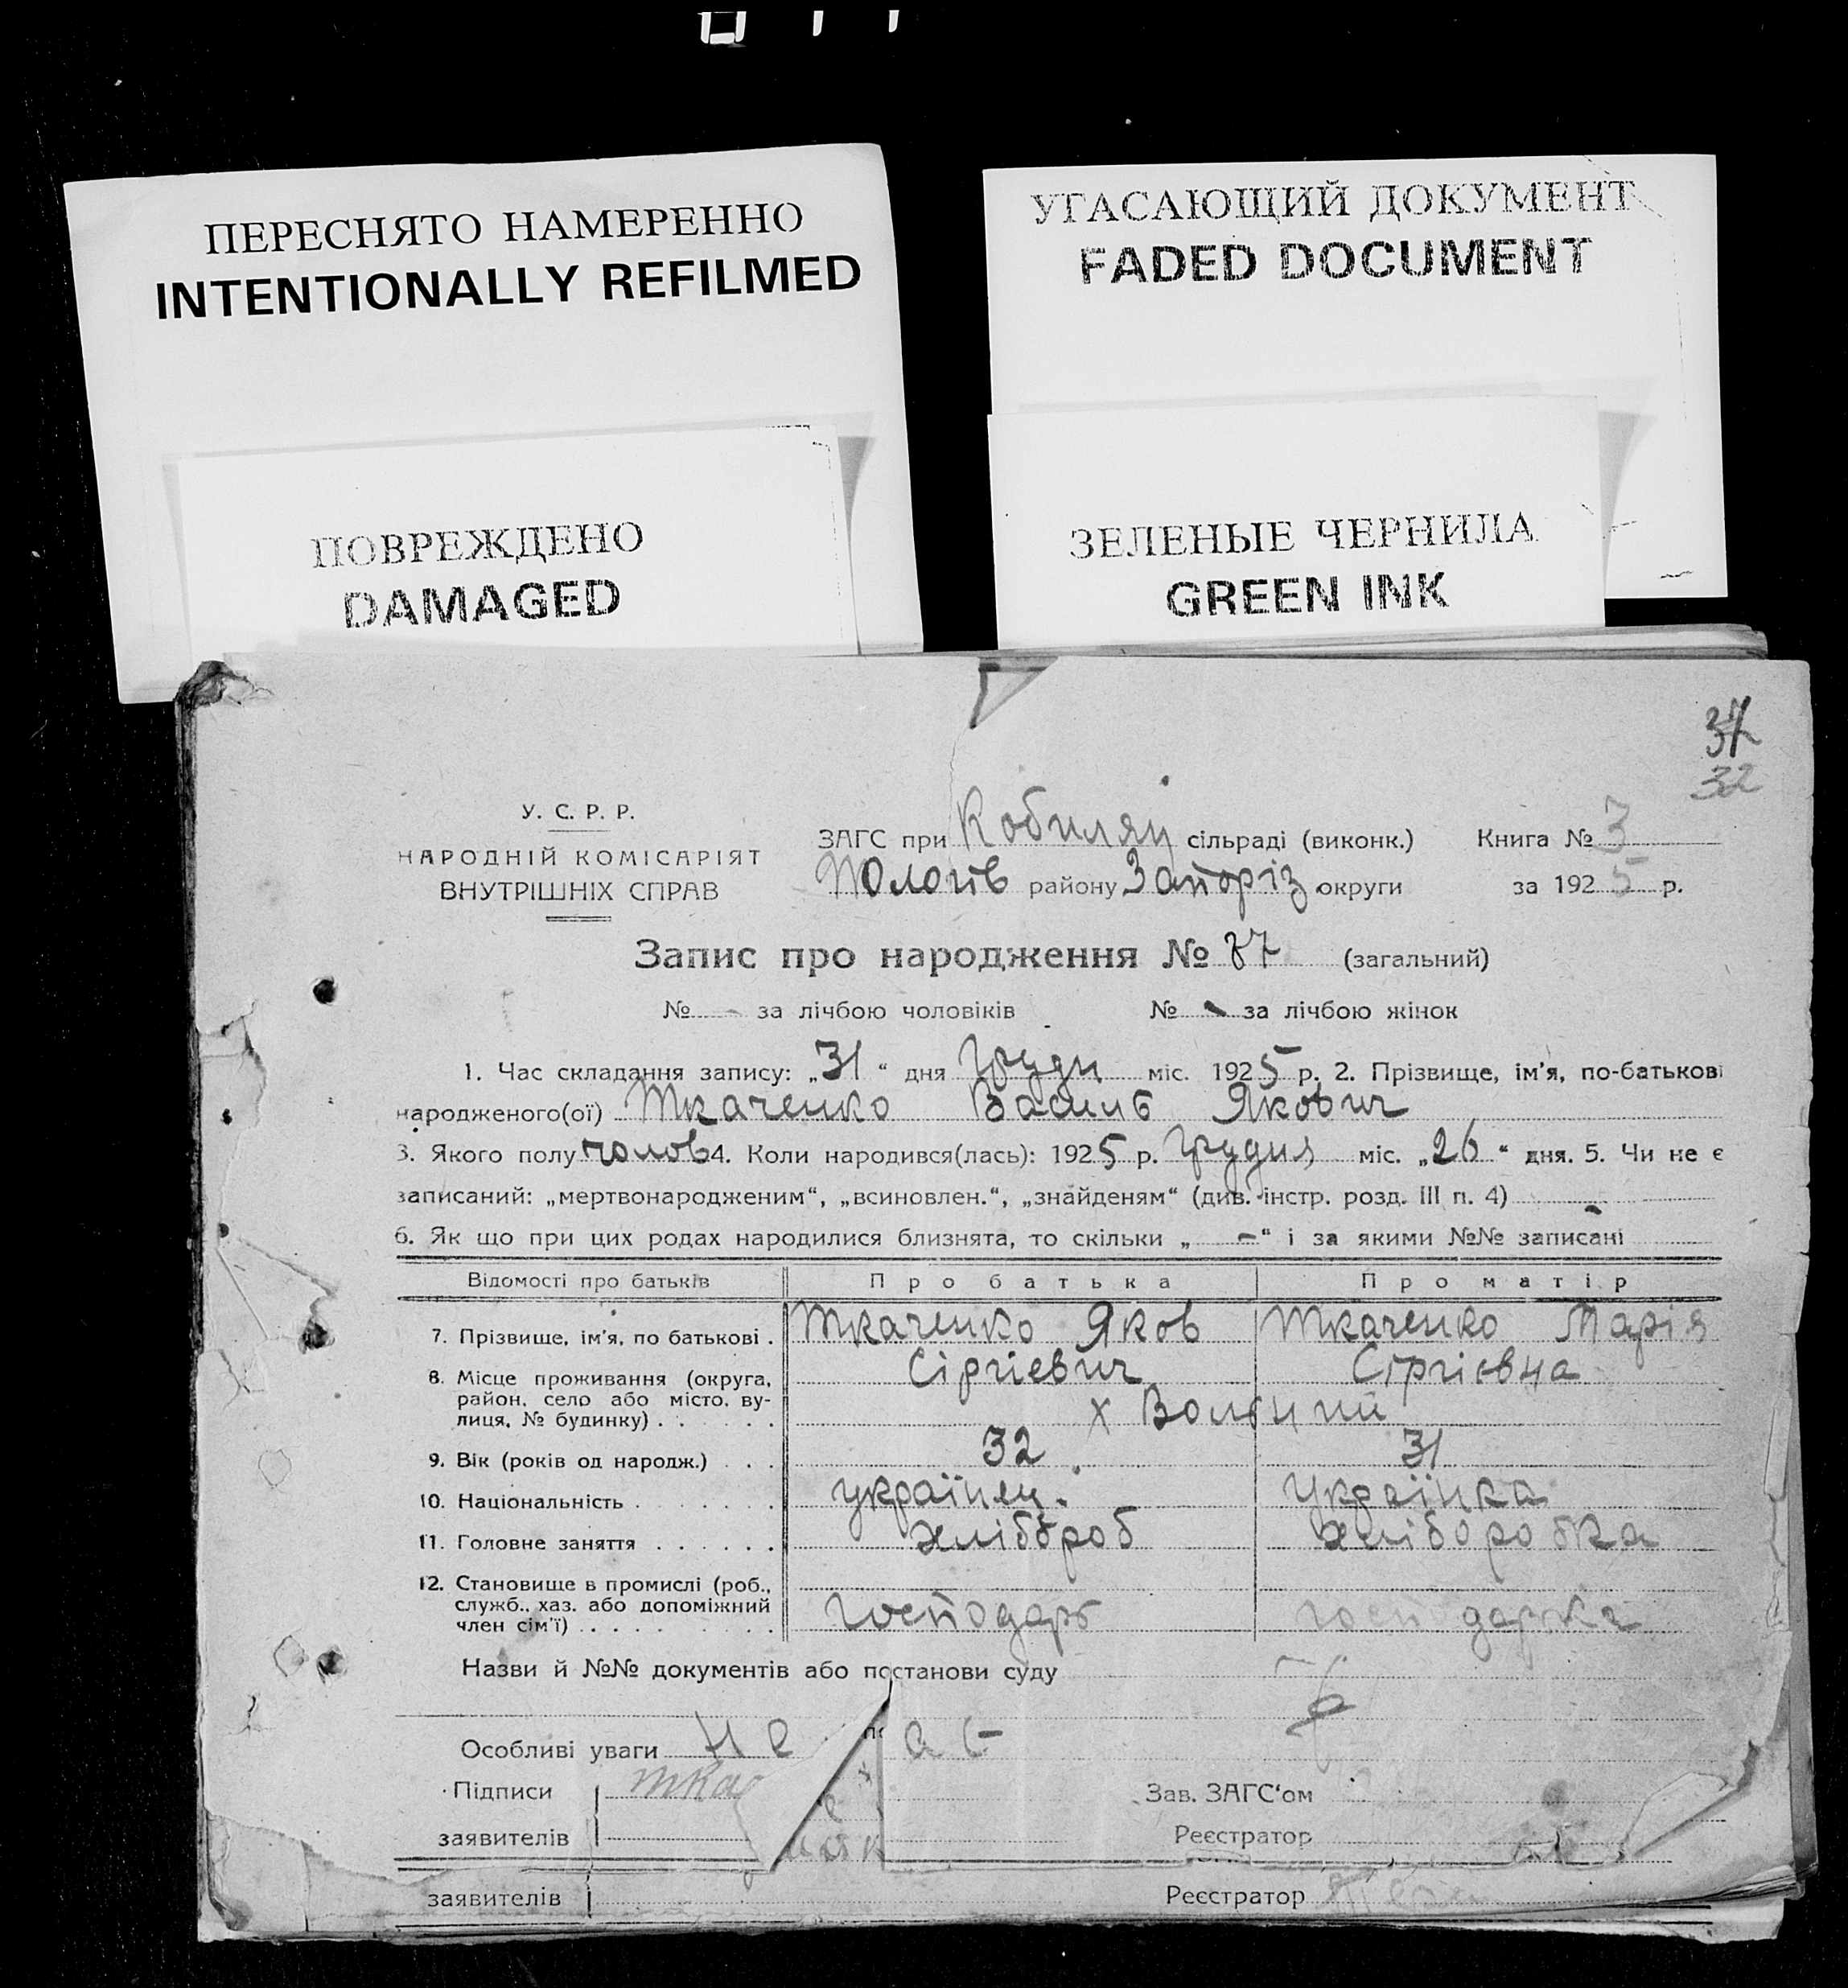 ПЕРЕСНЯТО НАМЕРЕННО
INTENTIONALLY REFILMED
УГАСАЮЩИЙ ДОКУМЕНТ
FADED DOCUMENT
ПОВРЕЖДЕНО
DAMAGED
ЗЕЛЕНЫЕ ЧЕРНИЛА
GREEN INK
37
32
У. С. Р. Р.
НАРОДНІЙ КОМІСАРІЯТ
ВНУТРІШНІХ СПРАВ
ЗАГС при Кобиляц сільраді (виконк.) Книга № 3
Пологів району Запоріз округи за 1925 р.
Запис про народження № 87 (загальний)
№ - за лічбою чоловіків № - за лічбою жінок
1. Час складання запису: „31“ дня Груди міс. 1925 р. 2. Прізвище, ім'я, по-батькові
народженого(ої) Ткаченко Василь Якович
3. Якого полу чолов 4. Коли народився(лась): 1925 р. Грудня міс. „26“ дня. 5. Чи не є
записаний: „мертвонародженим“, „всиновлен.“, „знайденям“ (див. інстр. розд. III п. 4) -
6. Як що при цих родах народилися близнята, то скільки „ - “ і за якими №№ записані
Відомості про батьків Про батька Про матір
7. Прізвище, ім'я, по батькові . Ткаченко Яков Ткаченко Марія
Сіргієвич Сіргієвна
8. Місце проживання (округа,
район, село або місто, ву-
лиця, № будинку) . . . х Вольний
9. Вік (років од народж.) . . . 32 31
10. Національність . . . . . . . українец. Українка
11. Головне заняття . . . . . . хлібороб хліборобка
12. Становище в промислі (роб.,
служб., хаз. або допоміжний
член сім'ї) . . . . . . . . . господарь господарка
Назви й №№ документів або постанови суду
Особливі уваги Не
Підписи Тка Зав. ЗАГС'ом
заявителів Реєстратор
заявителів Реєстратор